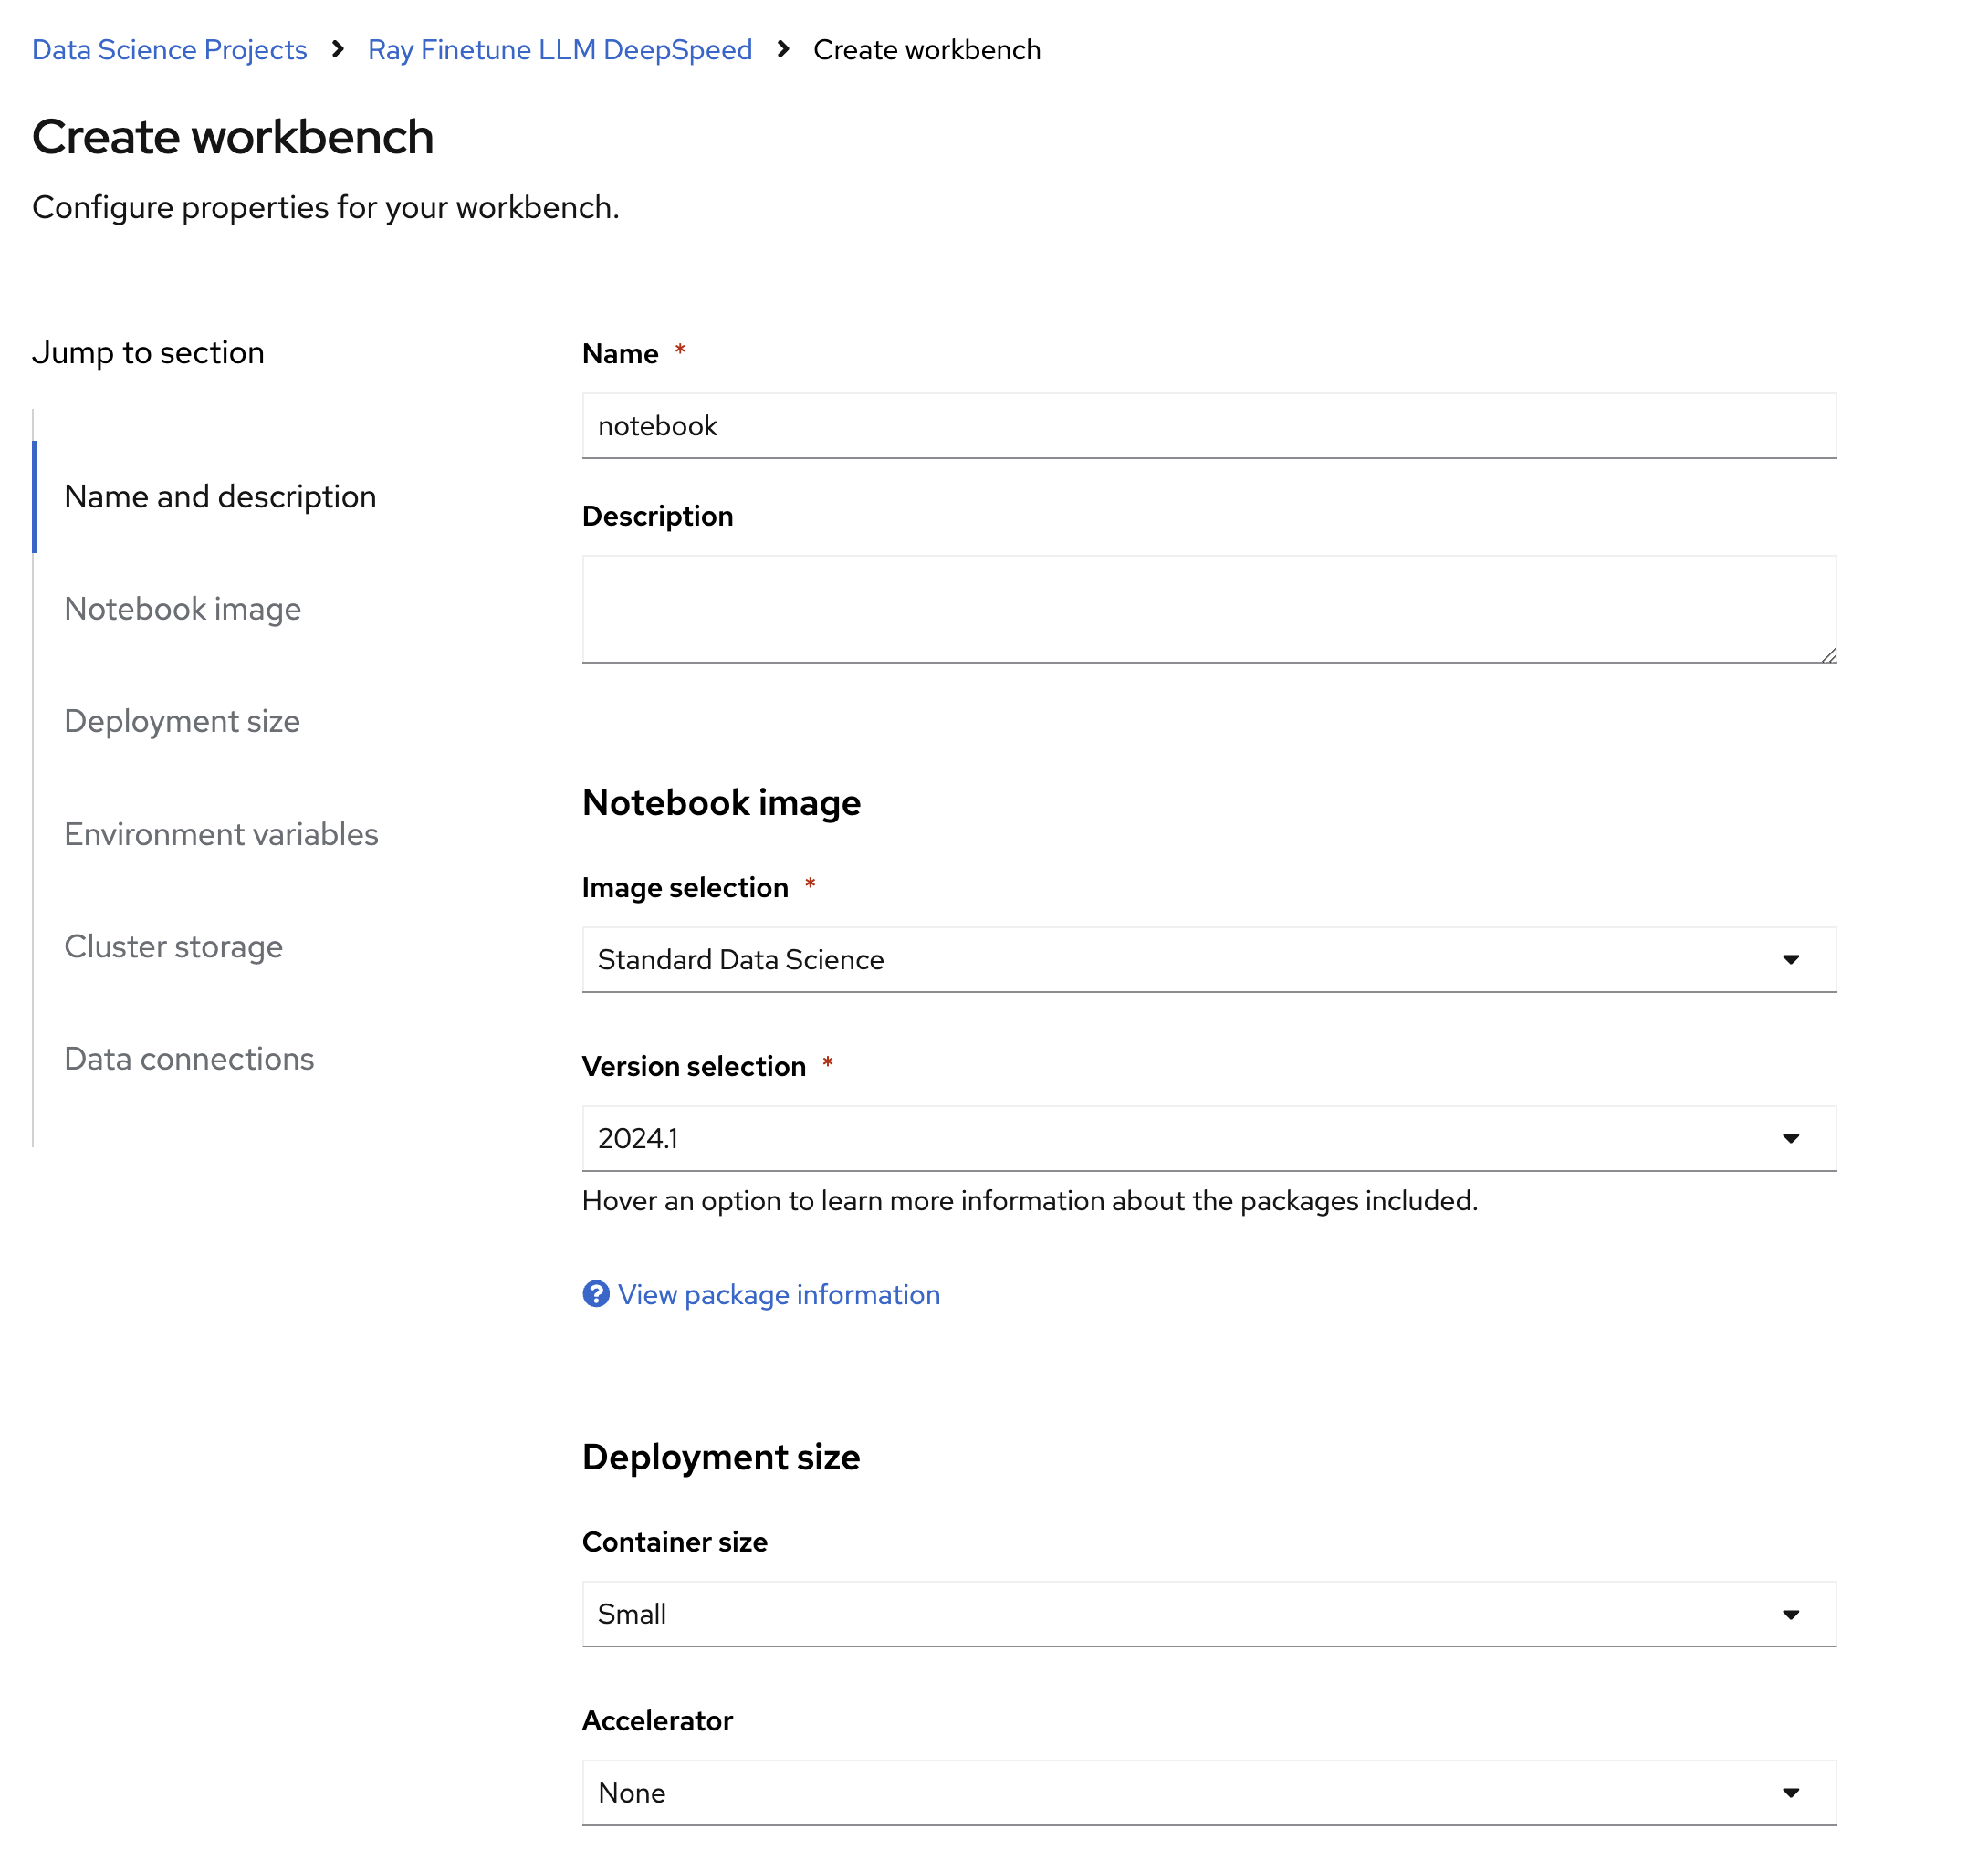 Data Science Projects > Ray Finetune LLM DeepSpeed > Create workbench
Create workbench
Configure properties for your workbench.
Jump to section
Name and description
Notebook image
Deployment size
Environment variables
Cluster storage
Data connections
Name *
notebook
Description
Notebook image
Image selection *
Standard Data Science
Version selection *
2024.1
Hover an option to learn more information about the packages included.
View package information
Deployment size
Container size
Small
Accelerator
None